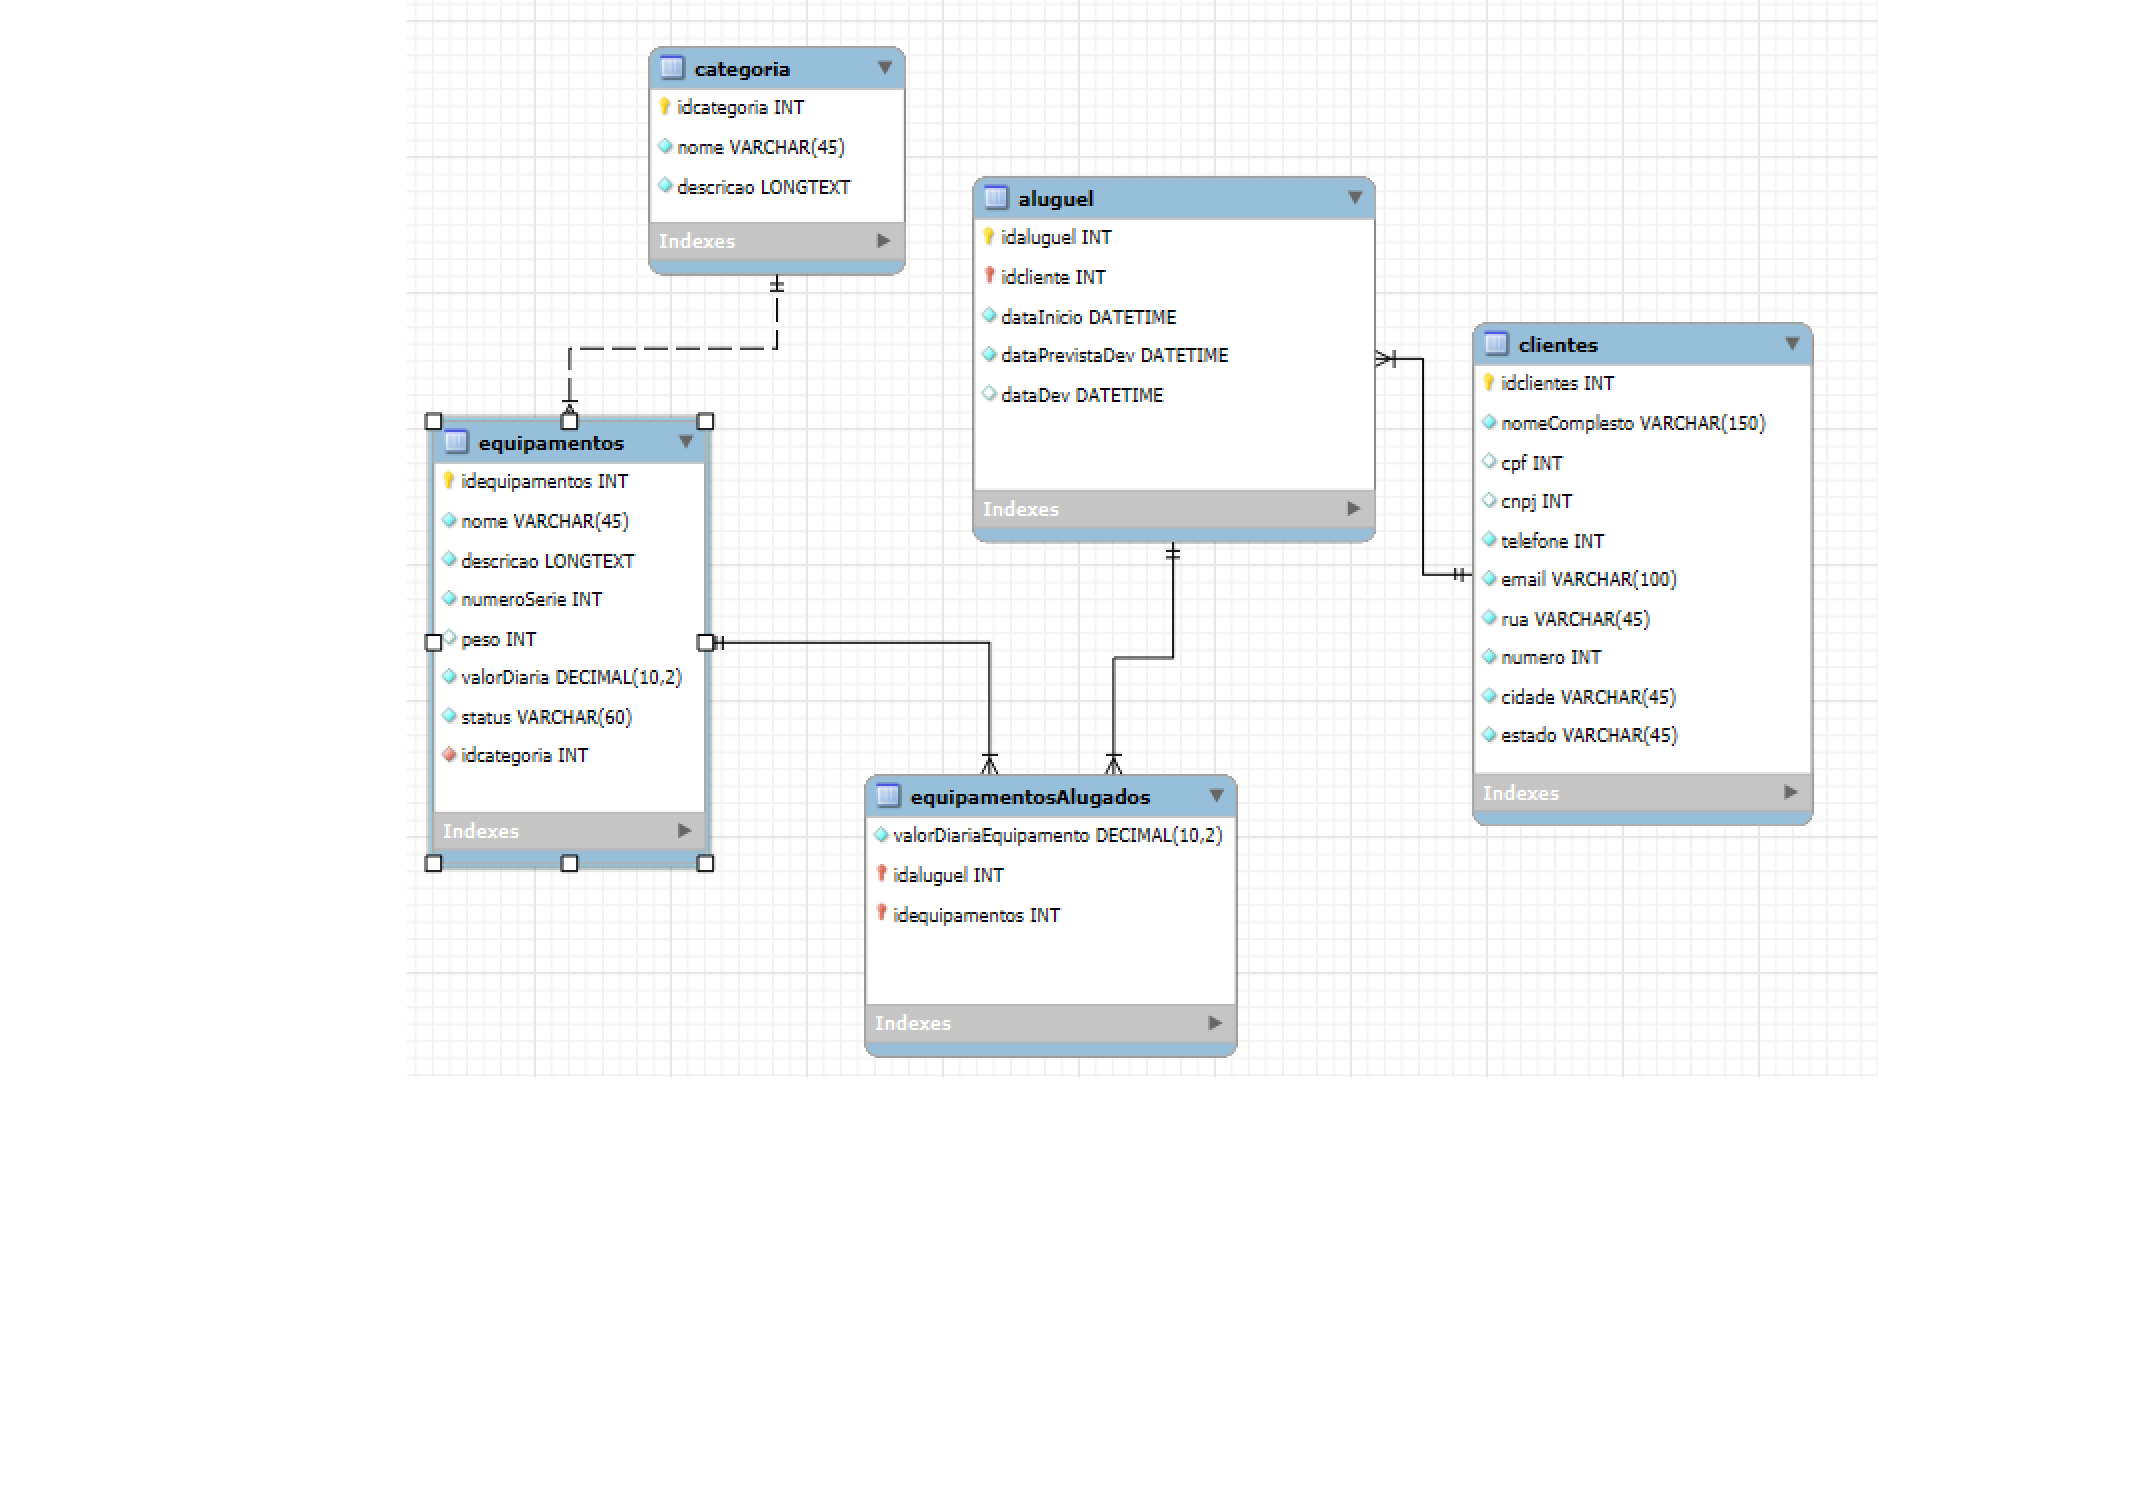 categoria
idcategoria INT
nome VARCHAR(45)
descricao LONGTEXT
Indexes
aluguel
idaluguel INT
idcliente INT
dataInicio DATETIME
dataPrevistaDev DATETIME
dataDev DATETIME
Indexes
clientes
idclientes INT
nomeComplesto VARCHAR(150)
cpf INT
cnpj INT
telefone INT
email VARCHAR(100)
rua VARCHAR(45)
numero INT
cidade VARCHAR(45)
estado VARCHAR(45)
Indexes
equipamentos
idequipamentos INT
nome VARCHAR(45)
descricao LONGTEXT
numeroSerie INT
peso INT
valorDiaria DECIMAL(10,2)
status VARCHAR(60)
idcategoria INT
Indexes
equipamentosAlugados
valorDiariaEquipamento DECIMAL(10,2)
idaluguel INT
idequipamentos INT
Indexes